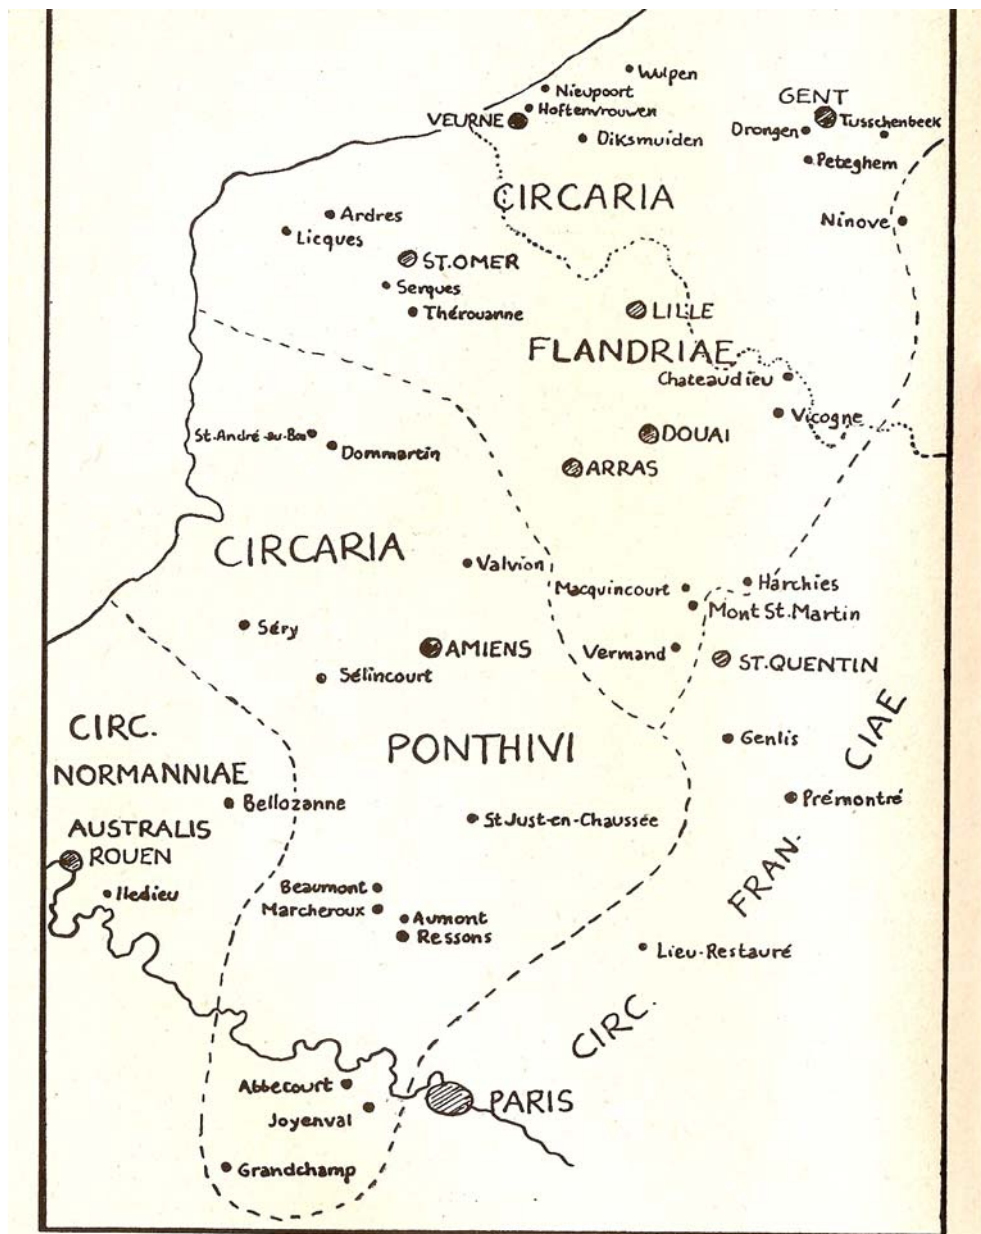 Wulpen
Nieupoort
Hoftenvrouwen
VEURNE
Diksmuiden
GENT
Drongen
Tusschenbeek
Peteghem
Ninove
CIRCARIA
Ardres
Licques
ST. OMER
Serques
Thérouanne
LILLE
FLANDRIAE
Chateaudieu
Vicogne
DOUAI
ARRAS
St. André-au-Bois
Dommartin
CIRCARIA
Valvion
Macquincourt
Harchies
Mont St. Martin
Séry
AMIENS
Vermand
ST. QUENTIN
Sélincourt
PONTHIVI
Genlis
Prémontré
CIRC.
NORMANNIAE
AUSTRALIS
Bellozanne
ROUEN
Iledieu
St Just-en-Chaussée
Beaumont
Marcheroux
Aumont
Ressons
Lieu-Restauré
CIRC. FRAN-CIAE
Abbecourt
Joyenval
PARIS
Grandchamp